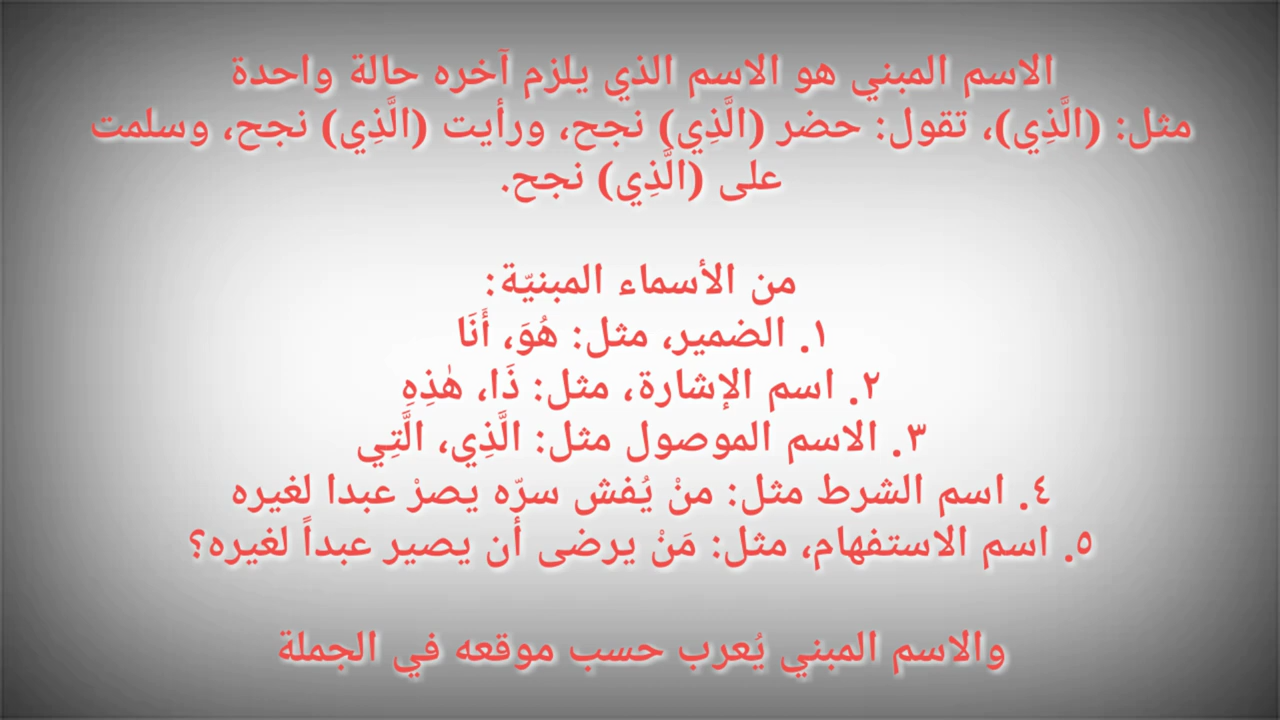 الاسم المبني هو الاسم الذي يلزم آخره حالة واحدة
مثل: (الَّذِي)، تقول: حضر (الَّذِي) نجح، ورأيت (الَّذِي) نجح، وسلمت
على (الَّذِي) نجح.
من الأسماء المبنيّة:
١. الضمير، مثل: هُوَ، أَنَا
٢. اسم الإشارة، مثل: ذَا، هٰذِهِ
٣. الاسم الموصول مثل: الَّذِي، الَّتِي
٤. اسم الشرط مثل: منْ يُفش سرّه يصرْ عبدا لغيره
٥. اسم الاستفهام، مثل: مَنْ يرضى أن يصير عبداً لغيره؟
والاسم المبني يُعرب حسب موقعه في الجملة